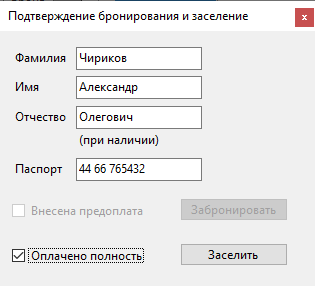 Подтверждение бронирования и заселение
Фамилия Чириков
Имя Александр
Отчество Олегович
(при наличии)
Паспорт 44 66 765432
Внесена предоплата Забронировать
Оплачено полность Заселить